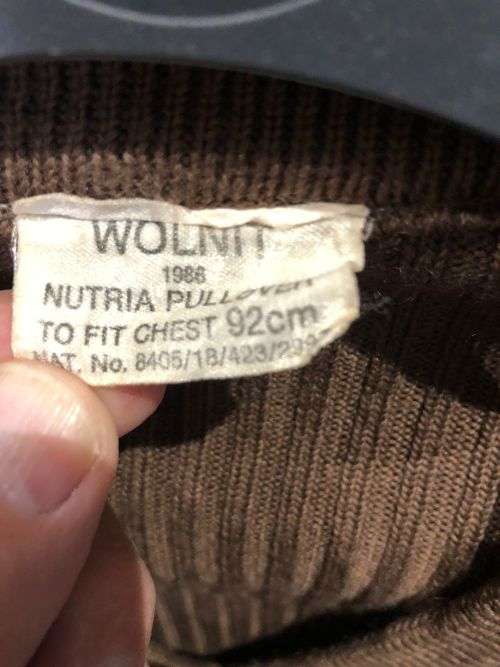 WOLNIT
1986
NUTRIA PULLOVER
TO FIT CHEST 92cm
NAT. No. 8405/18/423/